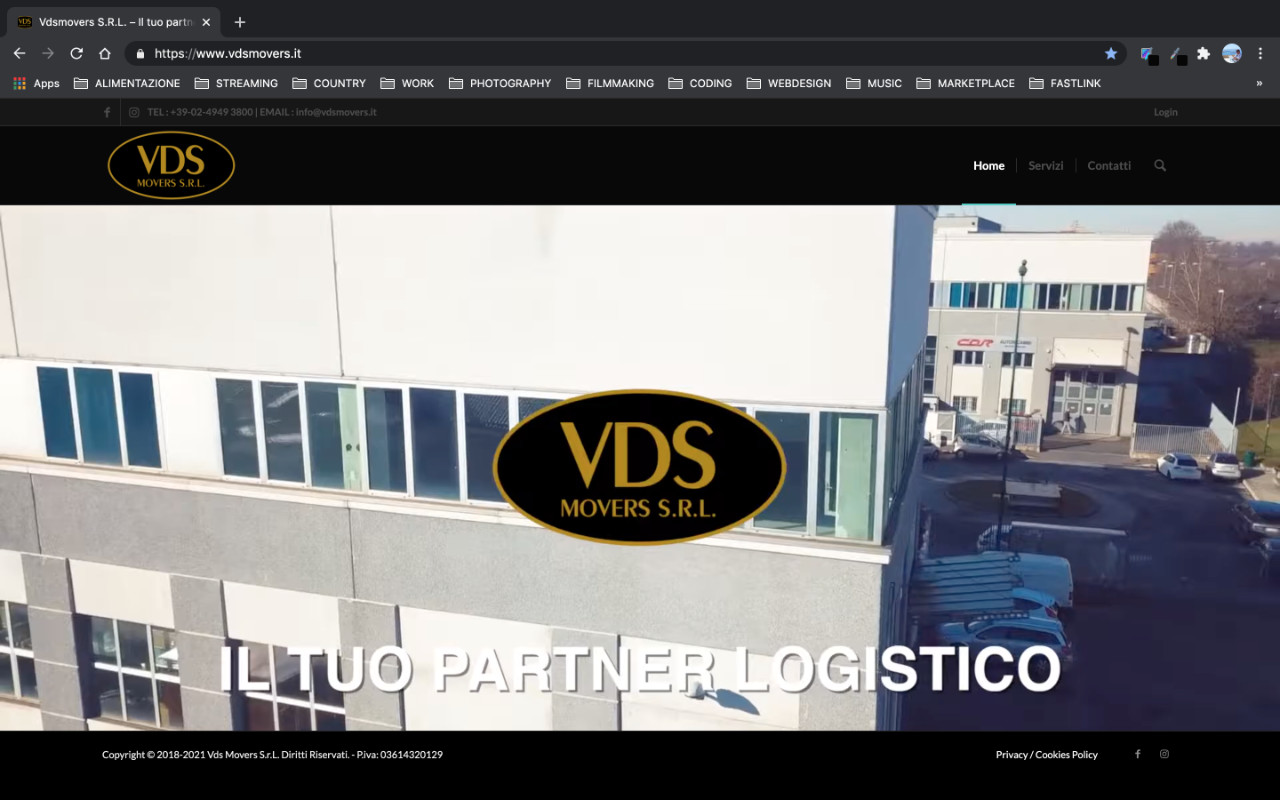 VDS
Vdsmovers S.R.L. – Il tuo partn
https://www.vdsmovers.it
Apps
ALIMENTAZIONE
STREAMING
COUNTRY
WORK
PHOTOGRAPHY
FILMMAKING
CODING
WEBDESIGN
MUSIC
MARKETPLACE
FASTLINK
»
TEL : +39-02-4949 3800 | EMAIL : info@vdsmovers.it
Login
VDS
MOVERS S.R.L.
Home
Servizi
Contatti
CDR
VDS
MOVERS S.R.L.
IL TUO PARTNER LOGISTICO
Copyright © 2018-2021 Vds Movers S.r.L. Diritti Riservati. - P.iva: 03614320129
Privacy / Cookies Policy